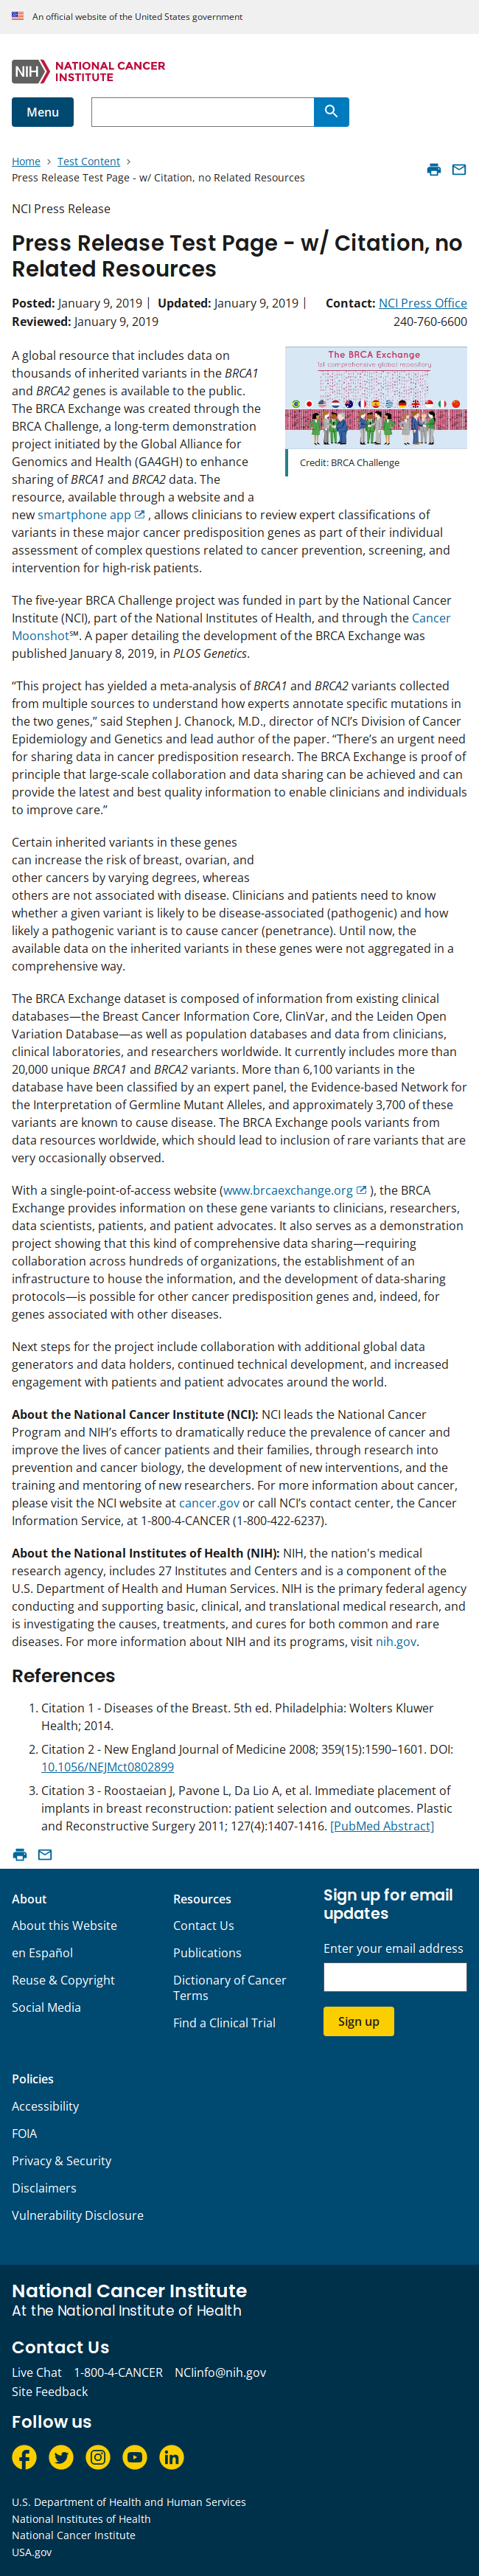 An official website of the United States government
NIH NATIONAL CANCER
INSTITUTE
Menu
Home > Test Content >
Press Release Test Page - w/ Citation, no Related Resources
NCI Press Release
Press Release Test Page - w/ Citation, no
Related Resources
Posted: January 9, 2019 | Updated: January 9, 2019 |
Reviewed: January 9, 2019
Contact: NCI Press Office
240-760-6600
The BRCA Exchange
1st comprehensive global repository
Credit: BRCA Challenge
A global resource that includes data on
thousands of inherited variants in the BRCA1
and BRCA2 genes is available to the public.
The BRCA Exchange was created through the
BRCA Challenge, a long-term demonstration
project initiated by the Global Alliance for
Genomics and Health (GA4GH) to enhance
sharing of BRCA1 and BRCA2 data. The
resource, available through a website and a
new smartphone app , allows clinicians to review expert classifications of
variants in these major cancer predisposition genes as part of their individual
assessment of complex questions related to cancer prevention, screening, and
intervention for high-risk patients.
The five-year BRCA Challenge project was funded in part by the National Cancer
Institute (NCI), part of the National Institutes of Health, and through the Cancer
Moonshot℠. A paper detailing the development of the BRCA Exchange was
published January 8, 2019, in PLOS Genetics.
“This project has yielded a meta-analysis of BRCA1 and BRCA2 variants collected
from multiple sources to understand how experts annotate specific mutations in
the two genes,” said Stephen J. Chanock, M.D., director of NCI’s Division of Cancer
Epidemiology and Genetics and lead author of the paper. “There’s an urgent need
for sharing data in cancer predisposition research. The BRCA Exchange is proof of
principle that large-scale collaboration and data sharing can be achieved and can
provide the latest and best quality information to enable clinicians and individuals
to improve care.”
Certain inherited variants in these genes
can increase the risk of breast, ovarian, and
other cancers by varying degrees, whereas
others are not associated with disease. Clinicians and patients need to know
whether a given variant is likely to be disease-associated (pathogenic) and how
likely a pathogenic variant is to cause cancer (penetrance). Until now, the
available data on the inherited variants in these genes were not aggregated in a
comprehensive way.
The BRCA Exchange dataset is composed of information from existing clinical
databases—the Breast Cancer Information Core, ClinVar, and the Leiden Open
Variation Database—as well as population databases and data from clinicians,
clinical laboratories, and researchers worldwide. It currently includes more than
20,000 unique BRCA1 and BRCA2 variants. More than 6,100 variants in the
database have been classified by an expert panel, the Evidence-based Network for
the Interpretation of Germline Mutant Alleles, and approximately 3,700 of these
variants are known to cause disease. The BRCA Exchange pools variants from
data resources worldwide, which should lead to inclusion of rare variants that are
very occasionally observed.
With a single-point-of-access website (www.brcaexchange.org ), the BRCA
Exchange provides information on these gene variants to clinicians, researchers,
data scientists, patients, and patient advocates. It also serves as a demonstration
project showing that this kind of comprehensive data sharing—requiring
collaboration across hundreds of organizations, the establishment of an
infrastructure to house the information, and the development of data-sharing
protocols—is possible for other cancer predisposition genes and, indeed, for
genes associated with other diseases.
Next steps for the project include collaboration with additional global data
generators and data holders, continued technical development, and increased
engagement with patients and patient advocates around the world.
About the National Cancer Institute (NCI): NCI leads the National Cancer
Program and NIH’s efforts to dramatically reduce the prevalence of cancer and
improve the lives of cancer patients and their families, through research into
prevention and cancer biology, the development of new interventions, and the
training and mentoring of new researchers. For more information about cancer,
please visit the NCI website at cancer.gov or call NCI’s contact center, the Cancer
Information Service, at 1-800-4-CANCER (1-800-422-6237).
About the National Institutes of Health (NIH): NIH, the nation's medical
research agency, includes 27 Institutes and Centers and is a component of the
U.S. Department of Health and Human Services. NIH is the primary federal agency
conducting and supporting basic, clinical, and translational medical research, and
is investigating the causes, treatments, and cures for both common and rare
diseases. For more information about NIH and its programs, visit nih.gov.
References
1. Citation 1 - Diseases of the Breast. 5th ed. Philadelphia: Wolters Kluwer
Health; 2014.
2. Citation 2 - New England Journal of Medicine 2008; 359(15):1590–1601. DOI:
10.1056/NEJMct0802899
3. Citation 3 - Roostaeian J, Pavone L, Da Lio A, et al. Immediate placement of
implants in breast reconstruction: patient selection and outcomes. Plastic
and Reconstructive Surgery 2011; 127(4):1407-1416. [PubMed Abstract]
About
About this Website
en Español
Reuse & Copyright
Social Media
Resources
Contact Us
Publications
Dictionary of Cancer
Terms
Find a Clinical Trial
Sign up for email
updates
Enter your email address
Sign up
Policies
Accessibility
FOIA
Privacy & Security
Disclaimers
Vulnerability Disclosure
National Cancer Institute
At the National Institute of Health
Contact Us
Live Chat 1-800-4-CANCER NCIinfo@nih.gov
Site Feedback
Follow us
U.S. Department of Health and Human Services
National Institutes of Health
National Cancer Institute
USA.gov